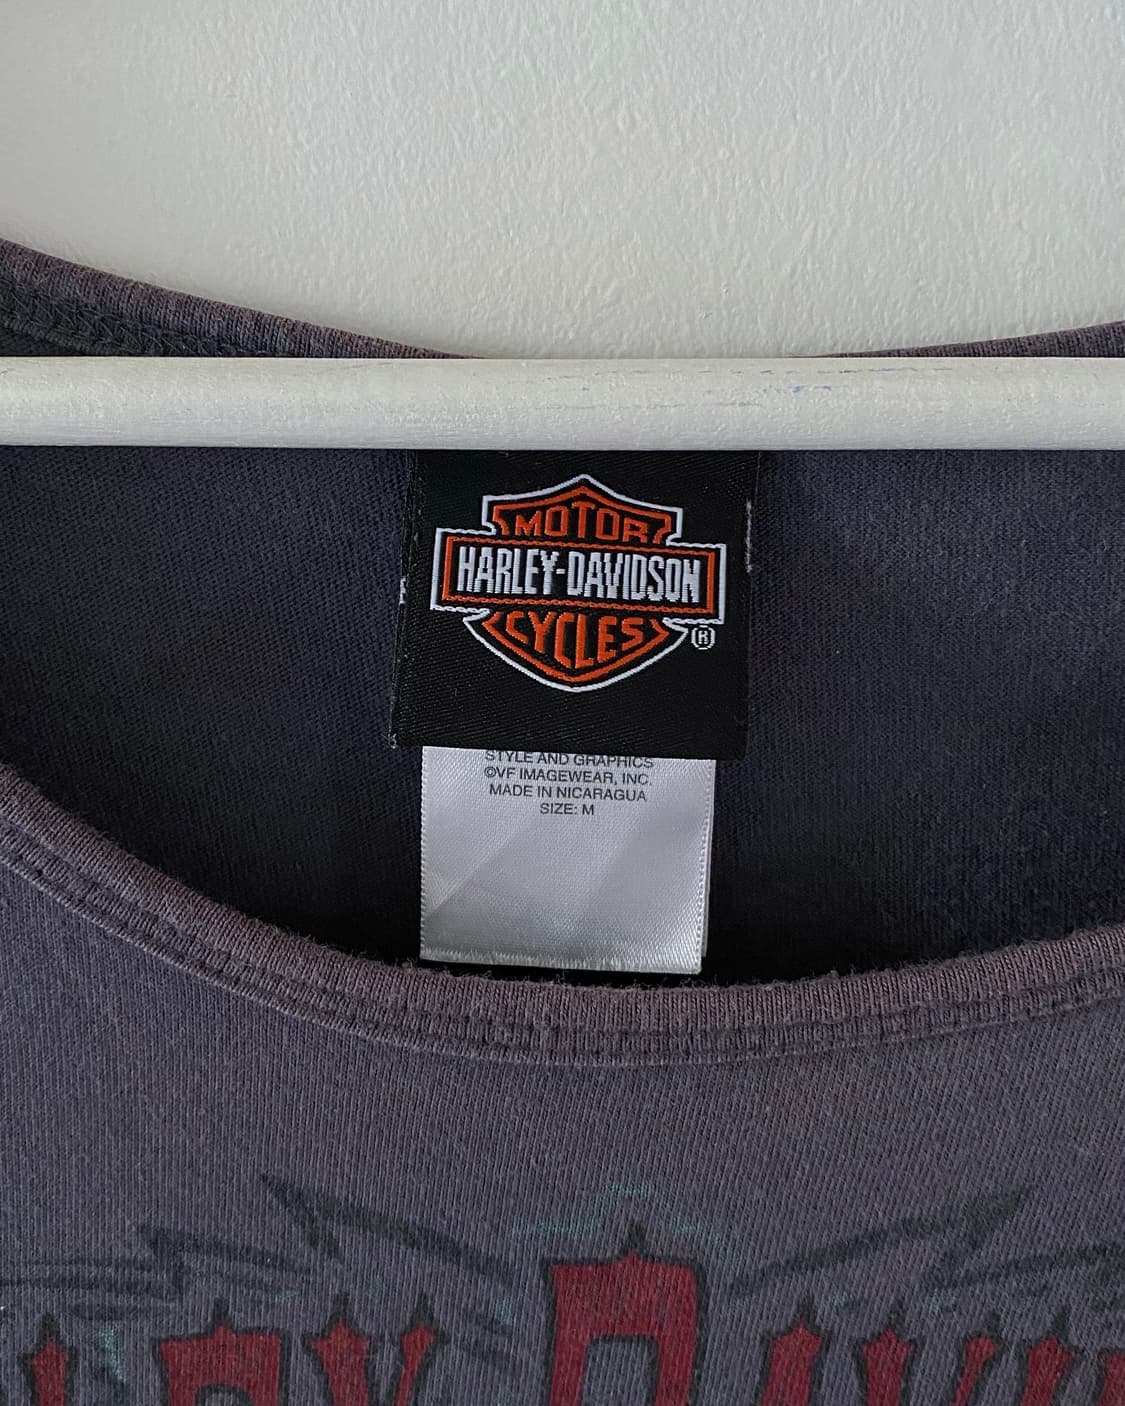 MOTOR
HARLEY-DAVIDSON
CYCLES
®
STYLE AND GRAPHICS
©VF IMAGEWEAR, INC.
MADE IN NICARAGUA
SIZE: M